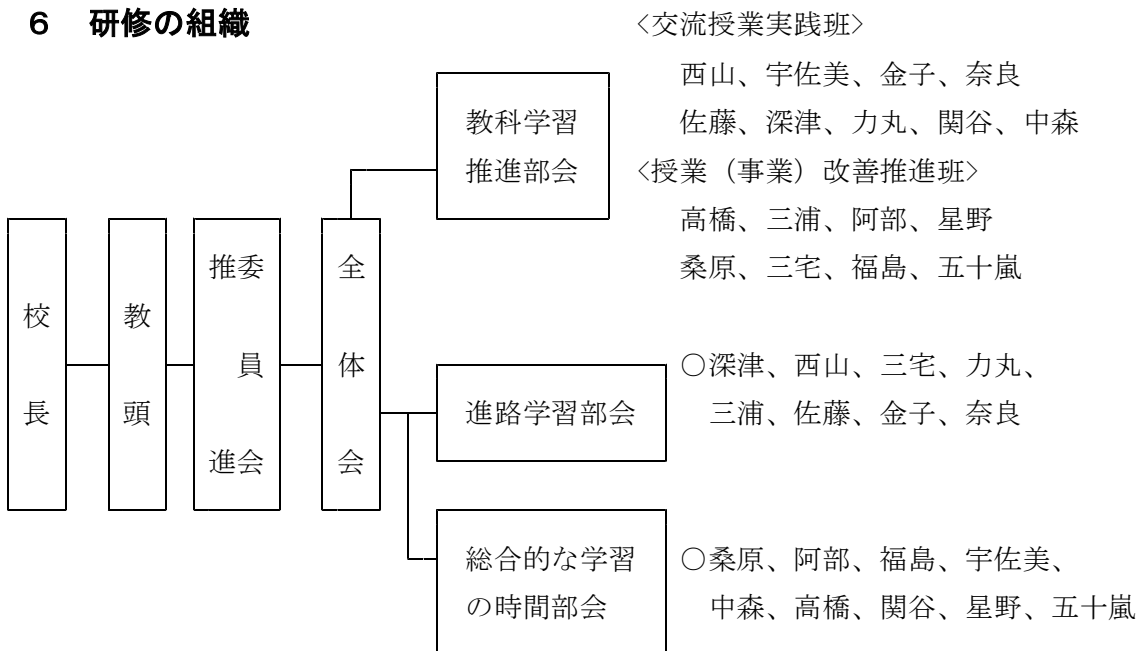 ６　研修の組織
校長
教頭
推進委員会
全体会
教科学習
推進部会
<交流授業実践班>
西山、宇佐美、金子、奈良
佐藤、深津、力丸、関谷、中森
<授業（事業）改善推進班>
高橋、三浦、阿部、星野
桑原、三宅、福島、五十嵐
進路学習部会
○深津、西山、三宅、力丸、
三浦、佐藤、金子、奈良
総合的な学習
の時間部会
○桑原、阿部、福島、宇佐美、
中森、高橋、関谷、星野、五十嵐